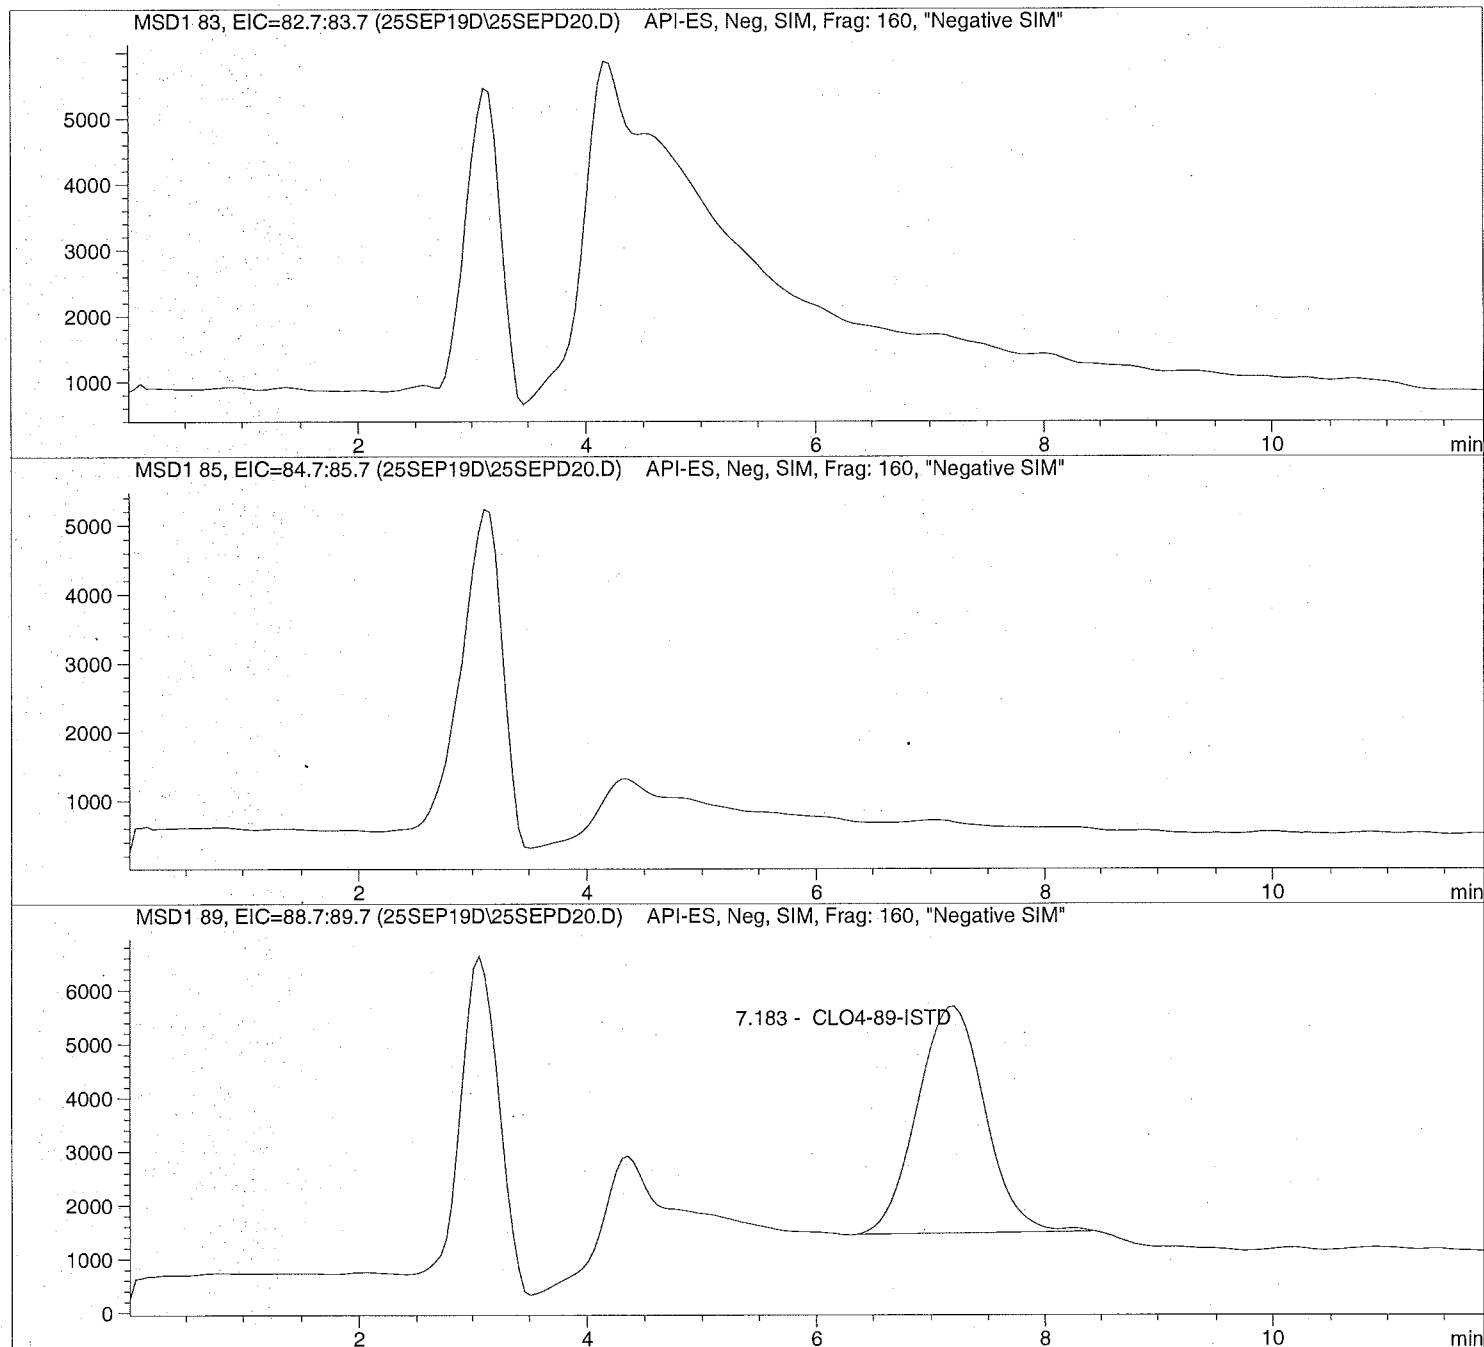 MSD1 83, EIC=82.7:83.7 (25SEP19D\25SEPD20.D) API-ES, Neg, SIM, Frag: 160, "Negative SIM"
5000
4000
3000
2000
1000
2 4 6 8 10 min
MSD1 85, EIC=84.7:85.7 (25SEP19D\25SEPD20.D) API-ES, Neg, SIM, Frag: 160, "Negative SIM"
5000
4000
3000
2000
1000
2 4 6 8 10 min
MSD1 89, EIC=88.7:89.7 (25SEP19D\25SEPD20.D) API-ES, Neg, SIM, Frag: 160, "Negative SIM"
6000
7.183 - CLO4-89-ISTD
5000
4000
3000
2000
1000
0
2 4 6 8 10 min